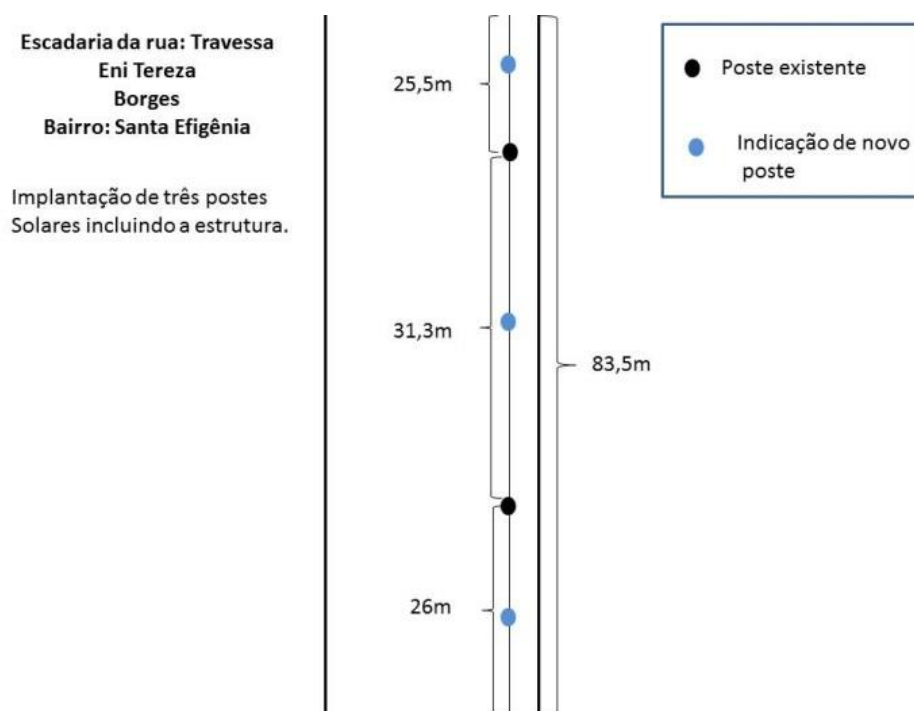 Escadaria da rua: Travessa
Eni Tereza
Borges
Bairro: Santa Efigênia
Implantação de três postes
Solares incluindo a estrutura.
25,5m
31,3m
83,5m
26m
Poste existente
Indicação de novo
poste